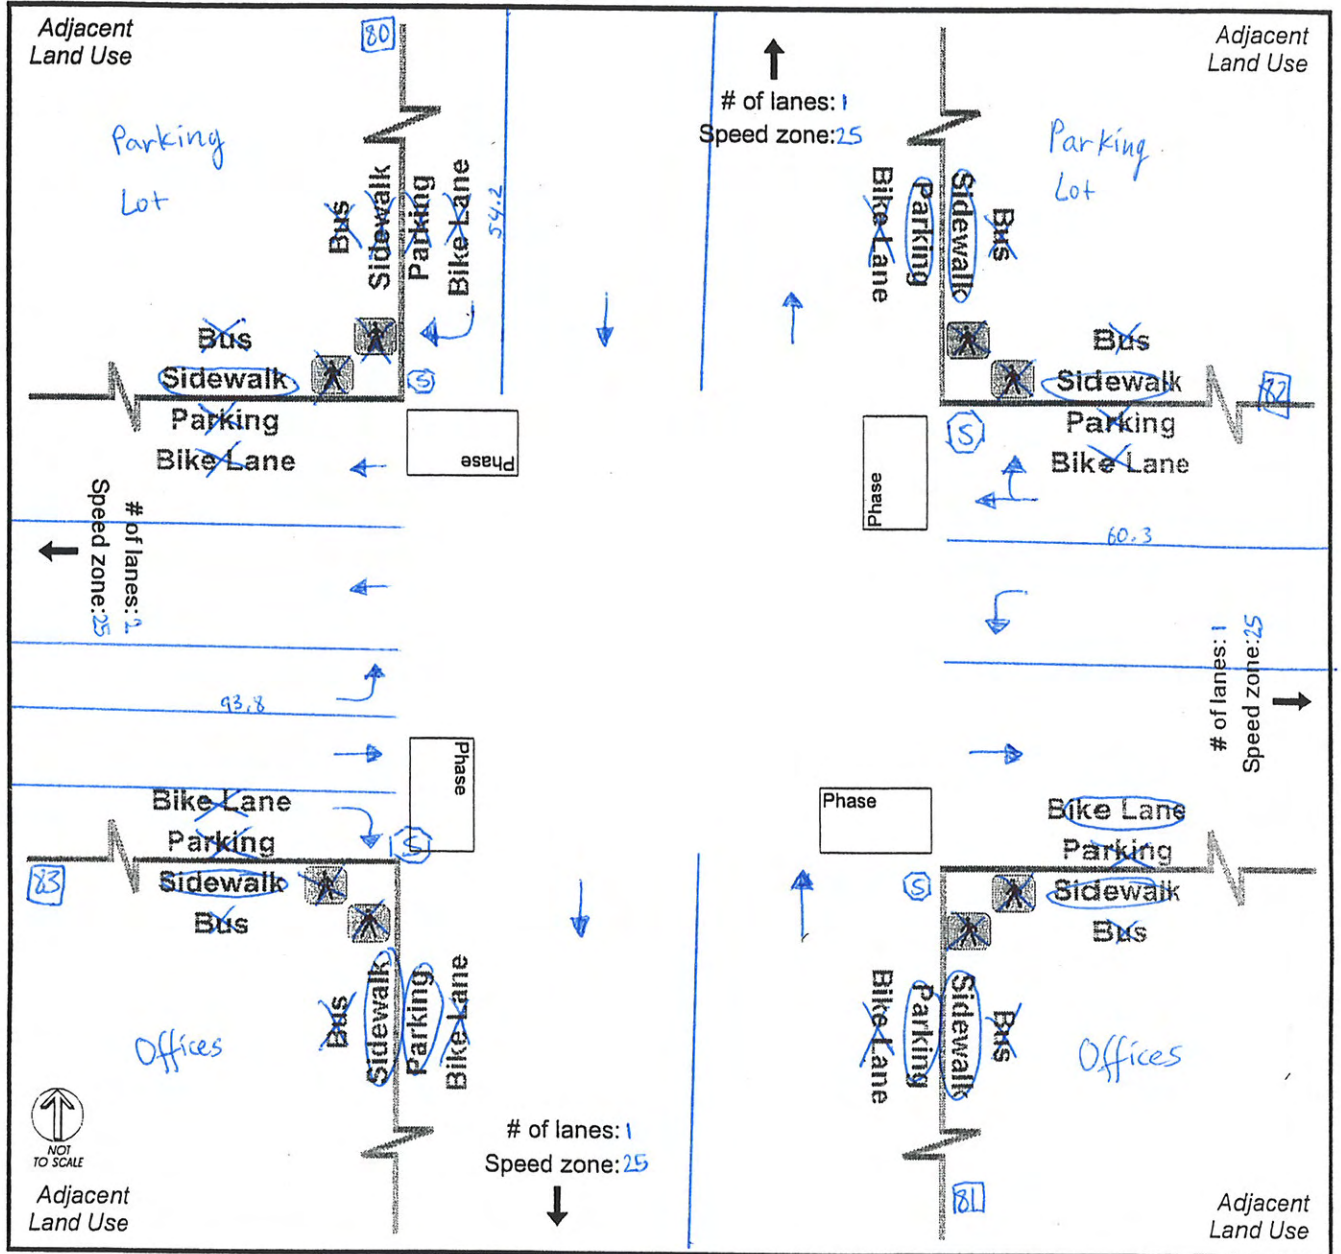 Adjacent
Land Use
80
Adjacent
Land Use
# of lanes: 1
Speed zone: 25
Parking
Lot
Parking
Lot
Bus
Sidewalk
Parking
Bike Lane
54.2
Bike Lane
Parking
Sidewalk
Bus
Bus
Sidewalk
Parking
Bike Lane
S
Phase
Bus
Sidewalk
Parking
Bike Lane
82
S
Phase
# of lanes: 2
Speed zone: 25
60.3
# of lanes: 1
Speed zone: 25
93.8
Phase
Phase
Bike Lane
Parking
Sidewalk
Bus
83
S
Bike Lane
Parking
Sidewalk
Bus
S
Bus
Sidewalk
Parking
Bike Lane
Bike Lane
Parking
Sidewalk
Bus
Offices
Offices
NOT
TO SCALE
# of lanes: 1
Speed zone: 25
81
Adjacent
Land Use
Adjacent
Land Use